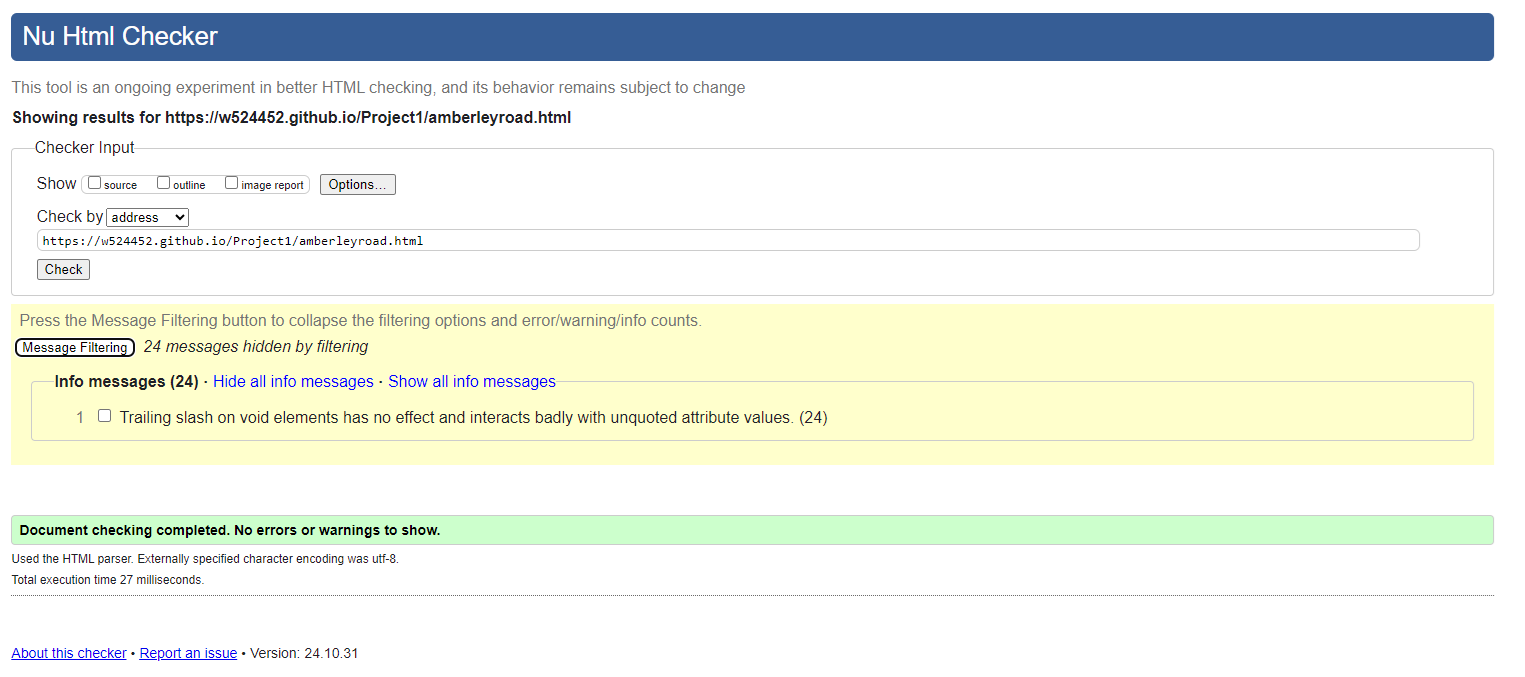 Nu Html Checker
This tool is an ongoing experiment in better HTML checking, and its behavior remains subject to change
Showing results for https://w524452.github.io/Project1/amberleyroad.html
Checker Input
Show source outline image report Options...
Check by address
https://w524452.github.io/Project1/amberleyroad.html
Check
Press the Message Filtering button to collapse the filtering options and error/warning/info counts.
Message Filtering 24 messages hidden by filtering
Info messages (24) · Hide all info messages · Show all info messages
1 Trailing slash on void elements has no effect and interacts badly with unquoted attribute values. (24)
Document checking completed. No errors or warnings to show.
Used the HTML parser. Externally specified character encoding was utf-8.
Total execution time 27 milliseconds.
About this checker • Report an issue • Version: 24.10.31